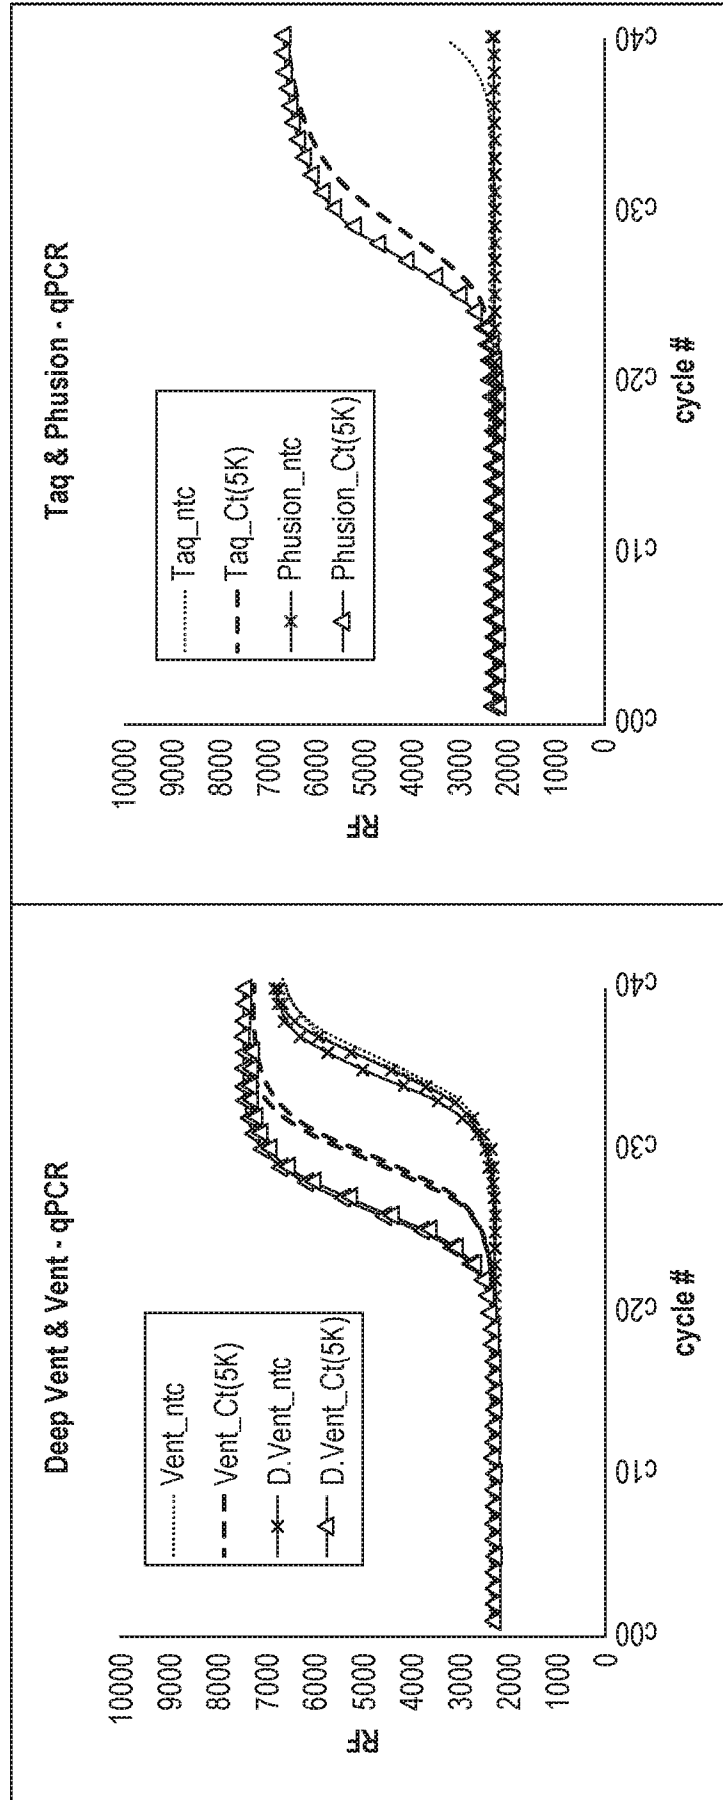 Deep Vent & Vent - qPCR
RF
10000
9000
8000
7000
6000
5000
4000
3000
2000
1000
0
Vent_ntc
Vent_Ct(5K)
D.Vent_ntc
D.Vent_Ct(5K)
c00
c10
c20
c30
c40
cycle #
Taq & Phusion - qPCR
RF
10000
9000
8000
7000
6000
5000
4000
3000
2000
1000
0
Taq_ntc
Taq_Ct(5K)
Phusion_ntc
Phusion_Ct(5K)
c00
c10
c20
c30
c40
cycle #